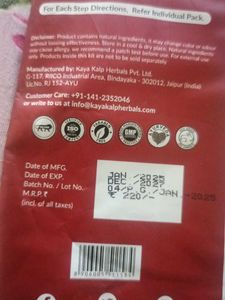 For Each Step Directions, Refer Individual Pack.
Disclaimer: Product contains natural ingredients, it may change color or odour
without losing effectiveness. Store in a cool & dry place. Natural ingredients
you close allergy, we recommend a patch test before use. For external use
only. Products inside this kit are not to be sold separately
Manufactured by: Kaya Kalp Herbals Pvt. Ltd.
G-117, RIICO Industrial Area, Bindayaka - 302012, Jaipur (India)
Lic No. RJ 152-AYU
Customer Care: +91-141-2352046
or write to us at info@kayakalpherbals.com
ISO
GMP
Date of MFG.
Date of EXP.
Batch No. / Lot No.
M.R.P ₹
(incl. of all taxes)
JAN
DEC
04/P G /JAN -2025
₹ 220/-